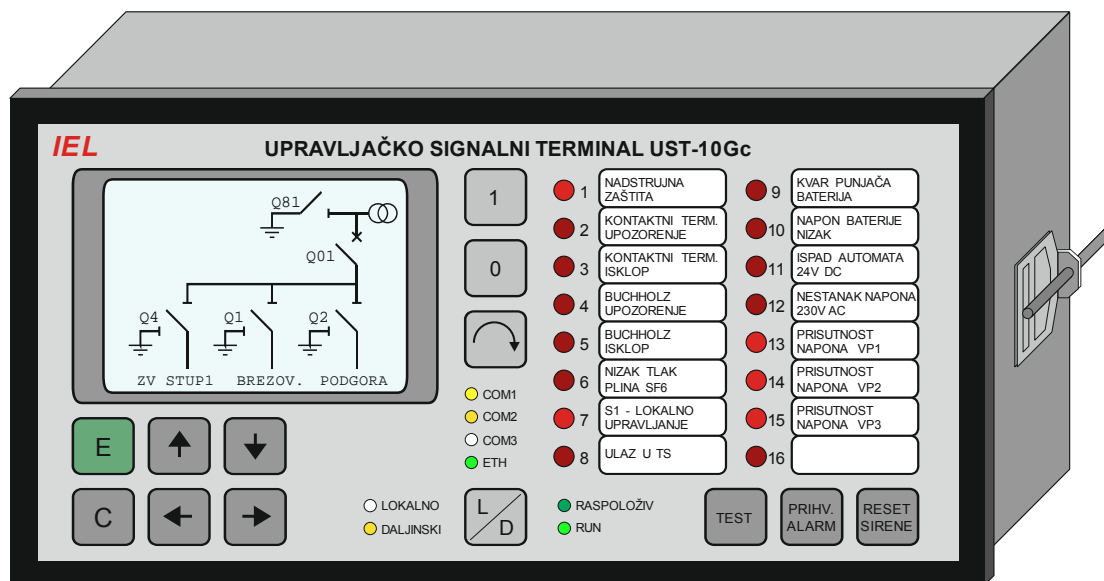 IEL
UPRAVLJAČKO SIGNALNI TERMINAL UST-10Gc
Q81
Q01
Q4
Q1
Q2
ZV STUP1 BREZOV. PODGORA
1
0
COM1
COM2
COM3
ETH
E
C
LOKALNO
DALJINSKI
L
D
RASPOLOŽIV
RUN
1 NADSTRUJNA
ZAŠTITA
2 KONTAKTNI TERM.
UPOZORENJE
3 KONTAKTNI TERM.
ISKLOP
4 BUCHHOLZ
UPOZORENJE
5 BUCHHOLZ
ISKLOP
6 NIZAK TLAK
PLINA SF6
7 S1 - LOKALNO
UPRAVLJANJE
8 ULAZ U TS
9 KVAR PUNJAČA
BATERIJA
10 NAPON BATERIJE
NIZAK
11 ISPAD AUTOMATA
24V DC
12 NESTANAK NAPONA
230V AC
13 PRISUTNOST
NAPONA VP1
14 PRISUTNOST
NAPONA VP2
15 PRISUTNOST
NAPONA VP3
16
TEST
PRIHV.
ALARM
RESET
SIRENE